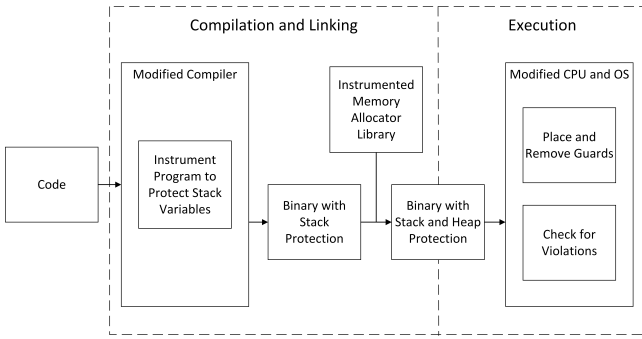 Compilation and Linking
Execution
Modified Compiler
Instrumented
Memory
Allocator
Library
Modified CPU and OS
Code
Instrument
Program to
Protect Stack
Variables
Binary with
Stack
Protection
Binary with
Stack and Heap
Protection
Place and
Remove Guards
Check for
Violations